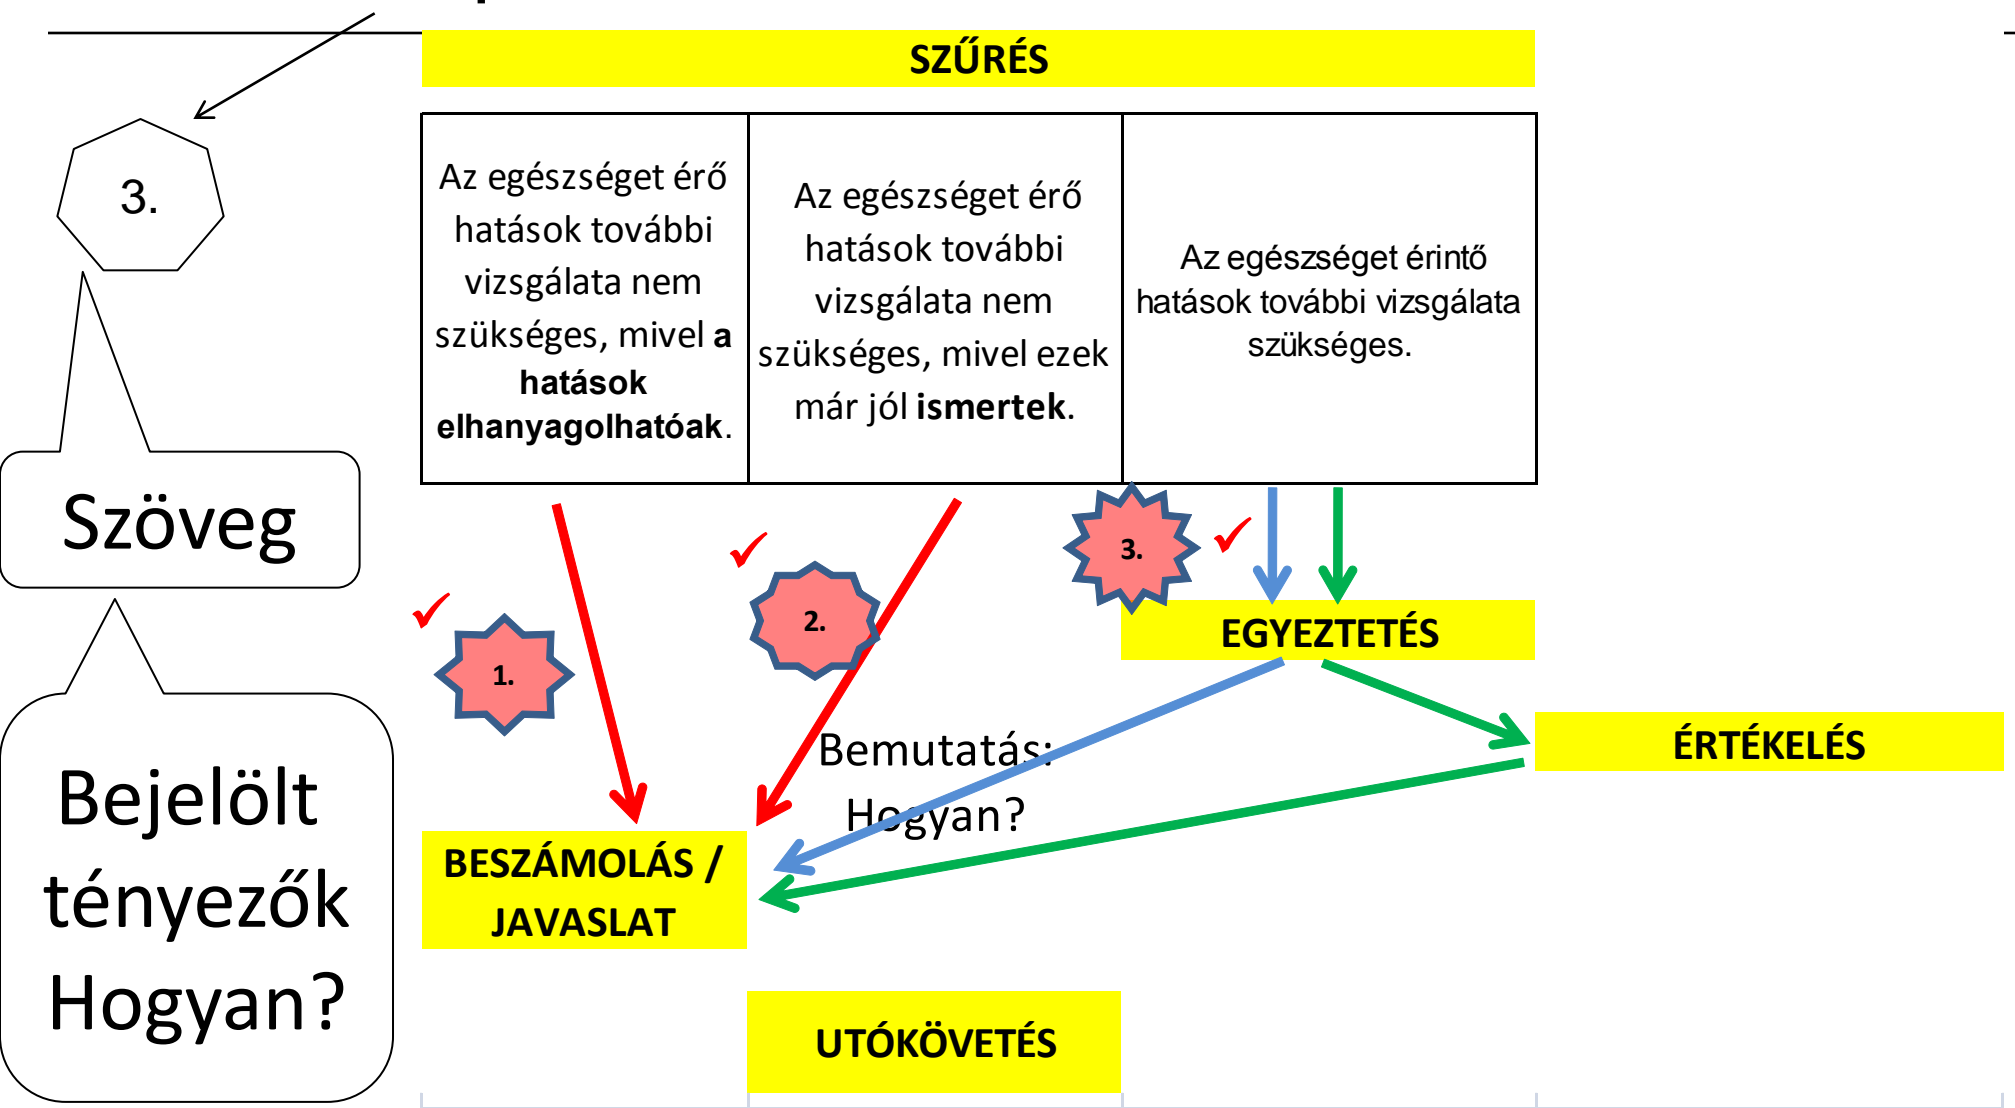 SZŰRÉS
3.
Az egészséget érő
hatások további
vizsgálata nem
szükséges, mivel a
hatások
elhanyagolhatóak.
Az egészséget érő
hatások további
vizsgálata nem
szükséges, mivel ezek
már jól ismertek.
Az egészséget érintő
hatások további vizsgálata
szükséges.
Szöveg
Bejelölt
tényezők
Hogyan?
1.
2.
3.
EGYEZTETÉS
Bemutatás:
Hogyan?
ÉRTÉKELÉS
BESZÁMOLÁS /
JAVASLAT
UTÓKÖVETÉS